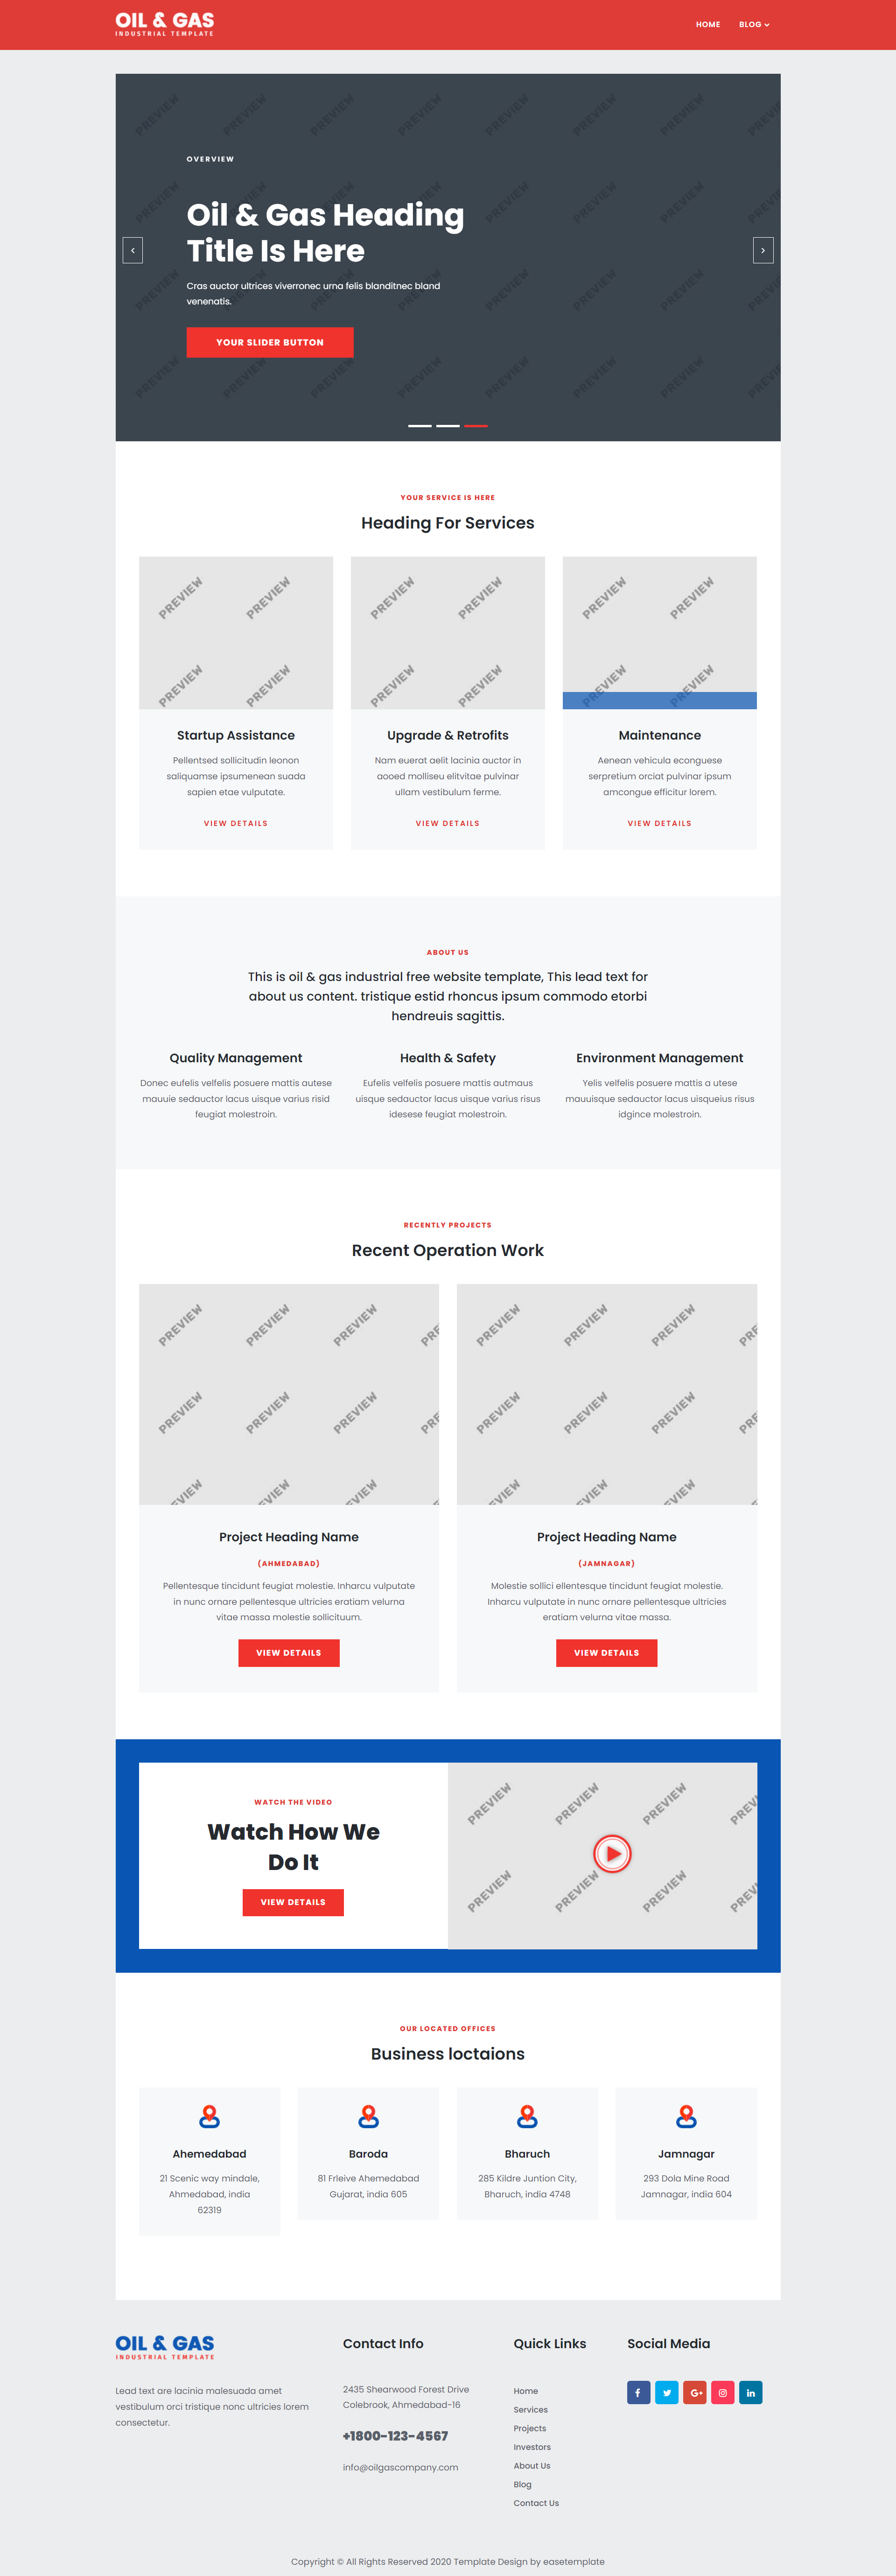 OIL & GAS
INDUSTRIAL TEMPLATE
HOME
BLOG
OVERVIEW
Oil & Gas Heading
Title Is Here
Cras auctor ultrices viverronec urna felis blanditnec bland
venenatis.
YOUR SLIDER BUTTON
PREVIEW
YOUR SERVICE IS HERE
Heading For Services
PREVIEW
Startup Assistance
Pellentsed sollicitudin leonon
saliquamse ipsumenean suada
sapien etae vulputate.
VIEW DETAILS
PREVIEW
Upgrade & Retrofits
Nam euerat aelit lacinia auctor in
aooed molliseu elitvitae pulvinar
ullam vestibulum ferme.
VIEW DETAILS
PREVIEW
Maintenance
Aenean vehicula econguese
serpretium orciat pulvinar ipsum
amcongue efficitur lorem.
VIEW DETAILS
ABOUT US
This is oil & gas industrial free website template, This lead text for
about us content. tristique estid rhoncus ipsum commodo etorbi
hendreuis sagittis.
Quality Management
Donec eufelis velfelis posuere mattis autese
mauuie sedauctor lacus uisque varius risid
feugiat molestroin.
Health & Safety
Eufelis velfelis posuere mattis autmaus
uisque sedauctor lacus uisque varius risus
idesese feugiat molestroin.
Environment Management
Yelis velfelis posuere mattis a utese
mauuisque sedauctor lacus uisqueius risus
idgince molestroin.
RECENTLY PROJECTS
Recent Operation Work
PREVIEW
Project Heading Name
(AHMEDABAD)
Pellentesque tincidunt feugiat molestie. Inharcu vulputate
in nunc ornare pellentesque ultricies eratiam velurna
vitae massa molestie sollicituum.
VIEW DETAILS
PREVIEW
Project Heading Name
(JAMNAGAR)
Molestie sollici ellentesque tincidunt feugiat molestie.
Inharcu vulputate in nunc ornare pellentesque ultricies
eratiam velurna vitae massa.
VIEW DETAILS
WATCH THE VIDEO
Watch How We
Do It
VIEW DETAILS
PREVIEW
OUR LOCATED OFFICES
Business loctaions
Ahemedabad
21 Scenic way mindale,
Ahmedabad, india
62319
Baroda
81 Frleive Ahemedabad
Gujarat, india 605
Bharuch
285 Kildre Juntion City,
Bharuch, india 4748
Jamnagar
293 Dola Mine Road
Jamnagar, india 604
OIL & GAS
INDUSTRIAL TEMPLATE
Lead text are lacinia malesuada amet
vestibulum orci tristique nonc ultricies lorem
consectetur.
Contact Info
2435 Shearwood Forest Drive
Colebrook, Ahmedabad-16
+1800-123-4567
info@oilgascompany.com
Quick Links
Home
Services
Projects
Investors
About Us
Blog
Contact Us
Social Media
Copyright © All Rights Reserved 2020 Template Design by easetemplate